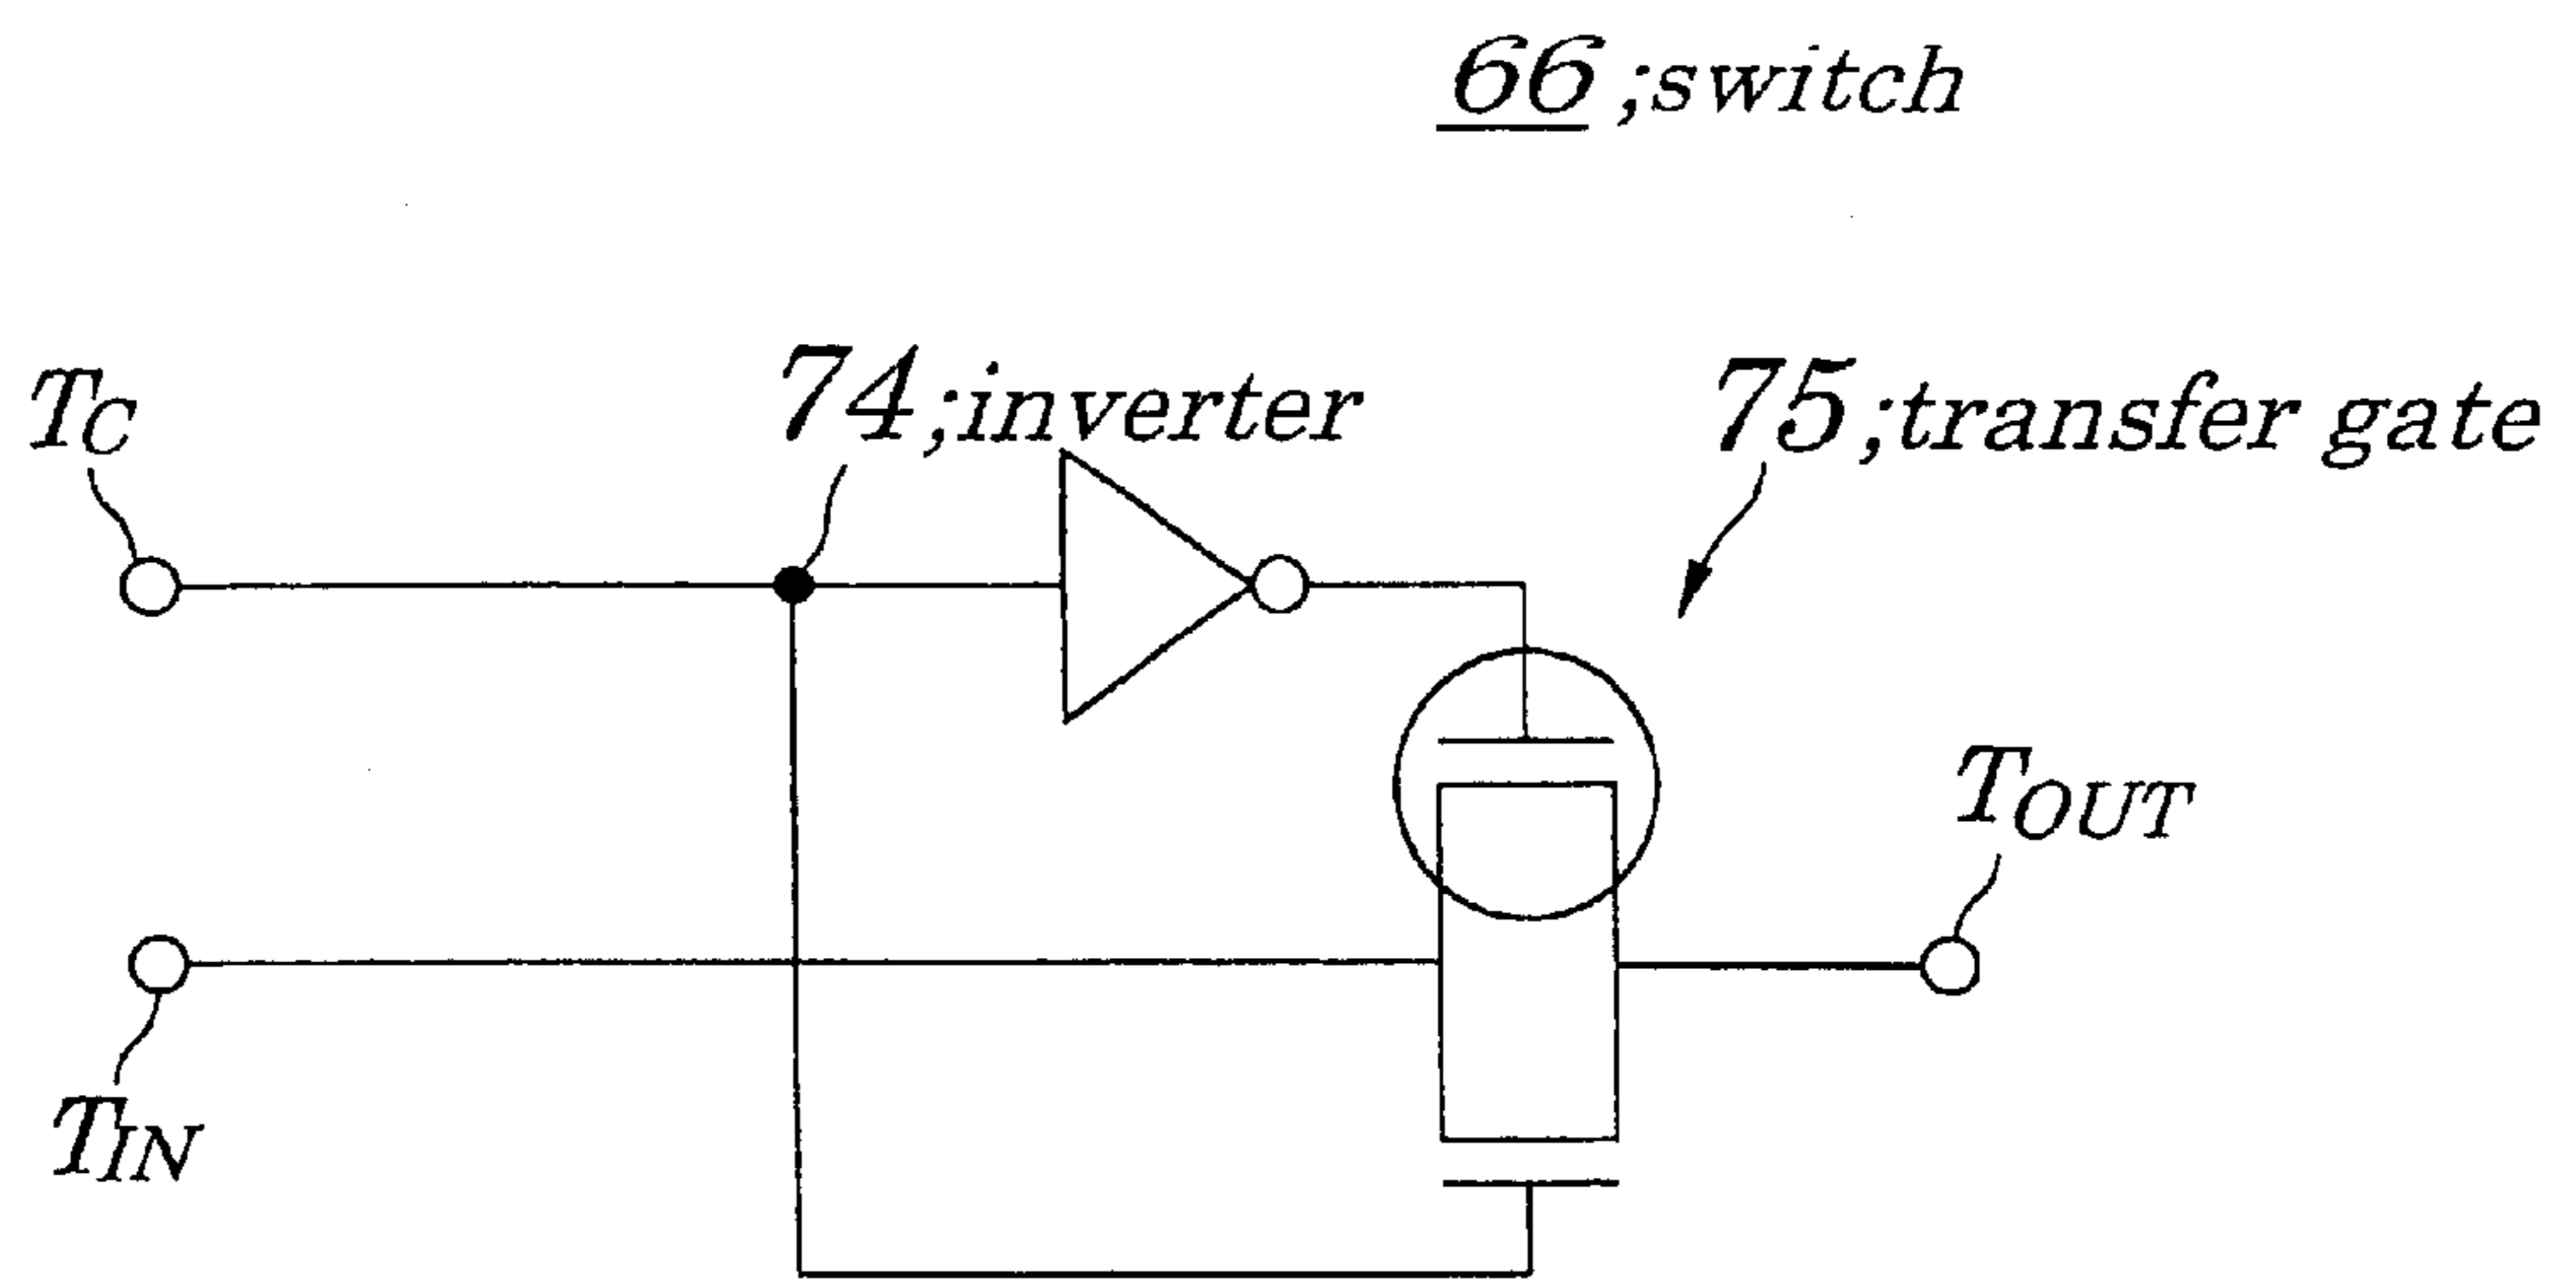 66 ;switch
TC
74 ;inverter
75 ;transfer gate
TOUT
TIN